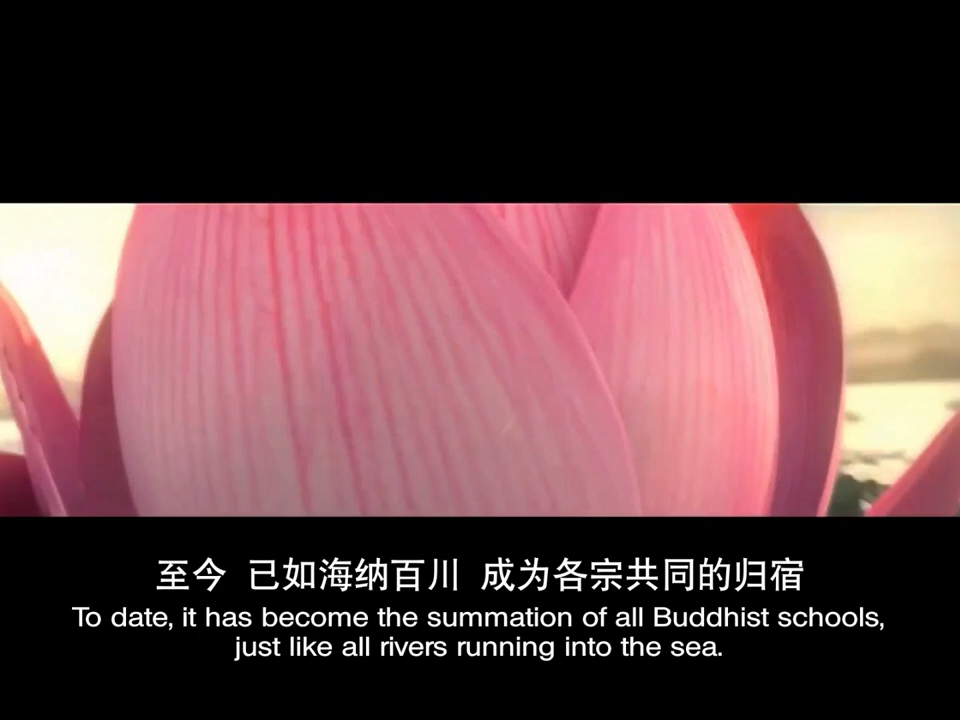 至今 已如海纳百川 成为各宗共同的归宿
To date, it has become the summation of all Buddhist schools,
just like all rivers running into the sea.